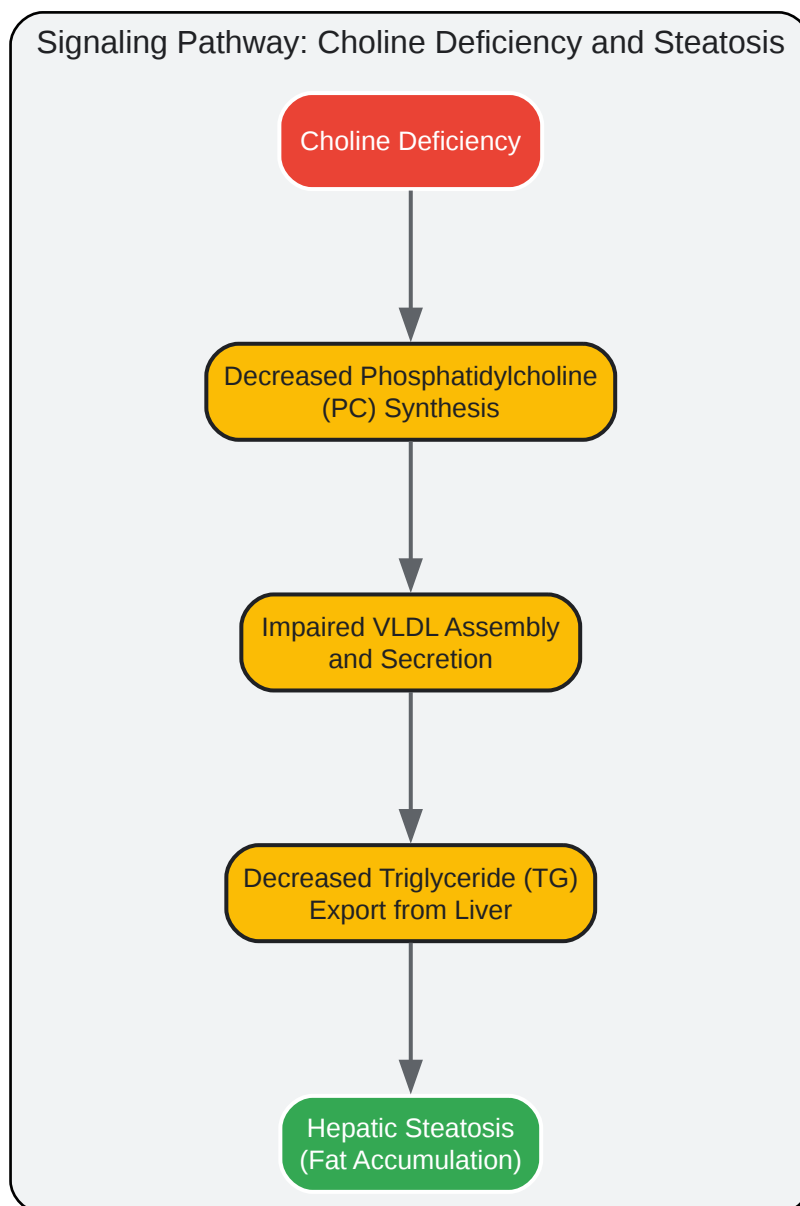 Signaling Pathway: Choline Deficiency and Steatosis
Choline Deficiency
Decreased Phosphatidylcholine
(PC) Synthesis
Impaired VLDL Assembly
and Secretion
Decreased Triglyceride (TG)
Export from Liver
Hepatic Steatosis
(Fat Accumulation)